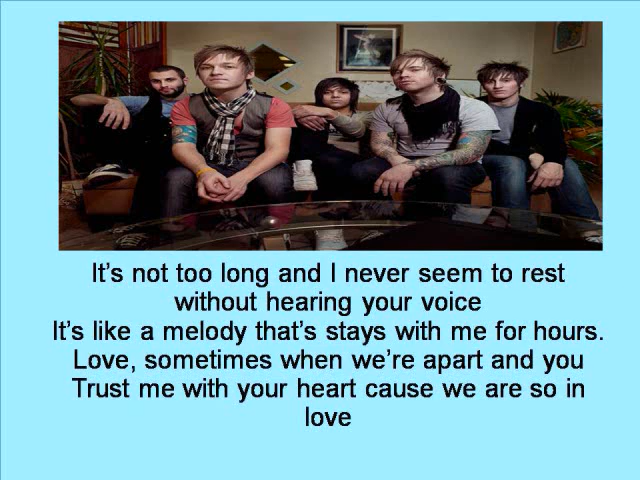 It’s not too long and I never seem to rest
without hearing your voice
It’s like a melody that’s stays with me for hours.
Love, sometimes when we’re apart and you
Trust me with your heart cause we are so in
love